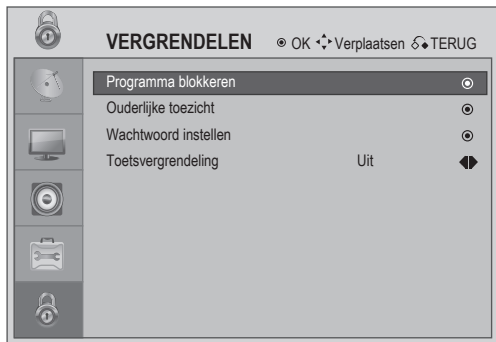 VERGRENDELEN OK Verplaatsen TERUG
Programma blokkeren
Ouderlijke toezicht
Wachtwoord instellen
Toetsvergrendeling Uit